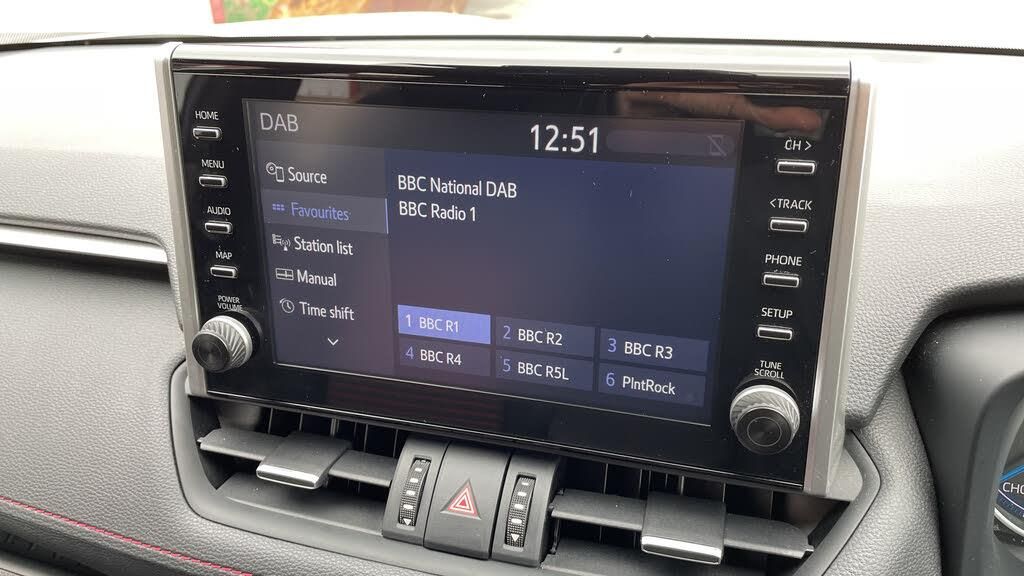 DAB
12:51
Source
Favourites
Station list
Manual
Time shift
BBC National DAB
BBC Radio 1
1 BBC R1
2 BBC R2
3 BBC R3
4 BBC R4
5 BBC R5L
6 PlntRock
HOME
MENU
AUDIO
MAP
POWER
VOLUME
CH >
<TRACK
PHONE
SETUP
TUNE
SCROLL